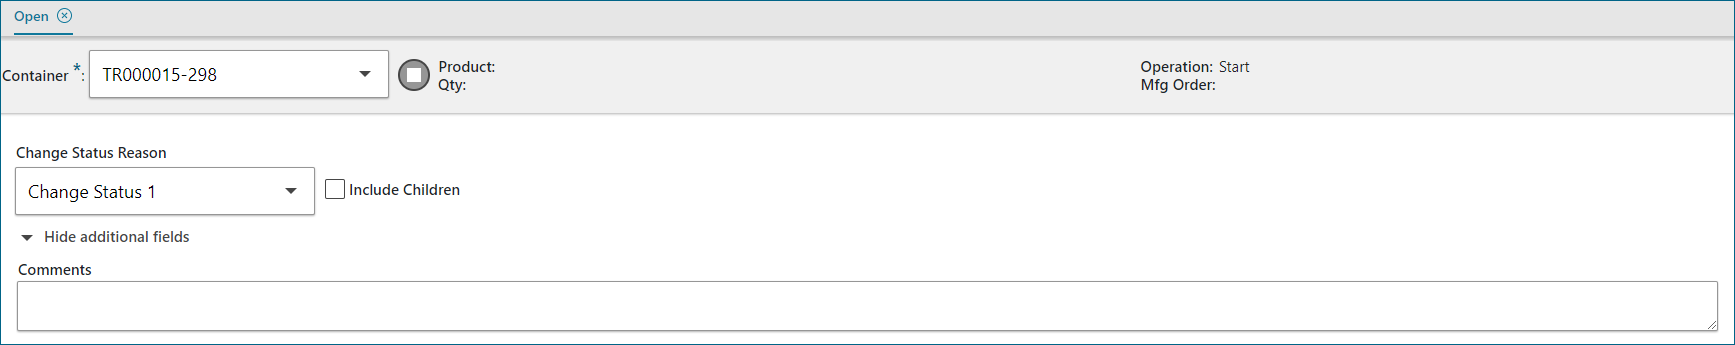 Open
Container *: TR000015-298
Product:
Qty:
Operation: Start
Mfg Order:
Change Status Reason
Change Status 1
Include Children
Hide additional fields
Comments